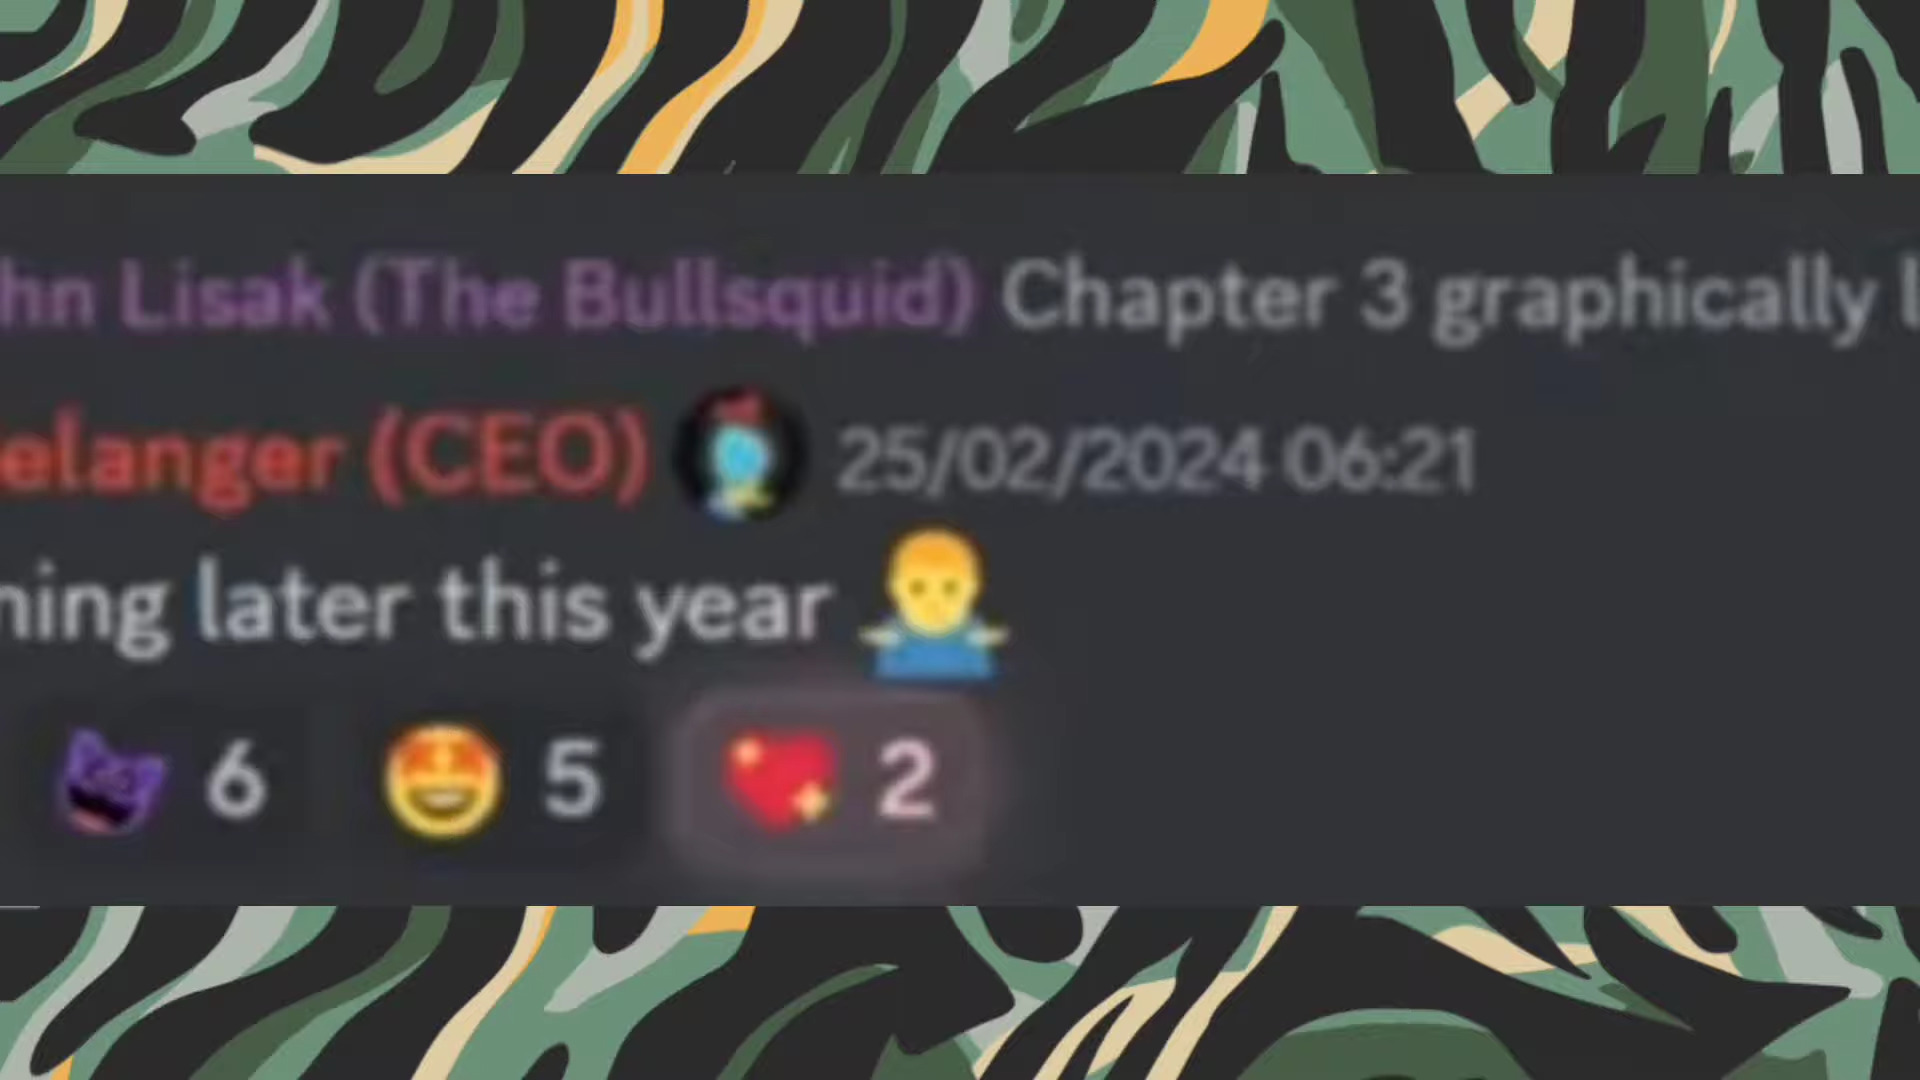 hn Lisak (The Bullsquid) Chapter 3 graphically l
elanger (CEO) 25/02/2024 06:21
ning later this year
6 5 2